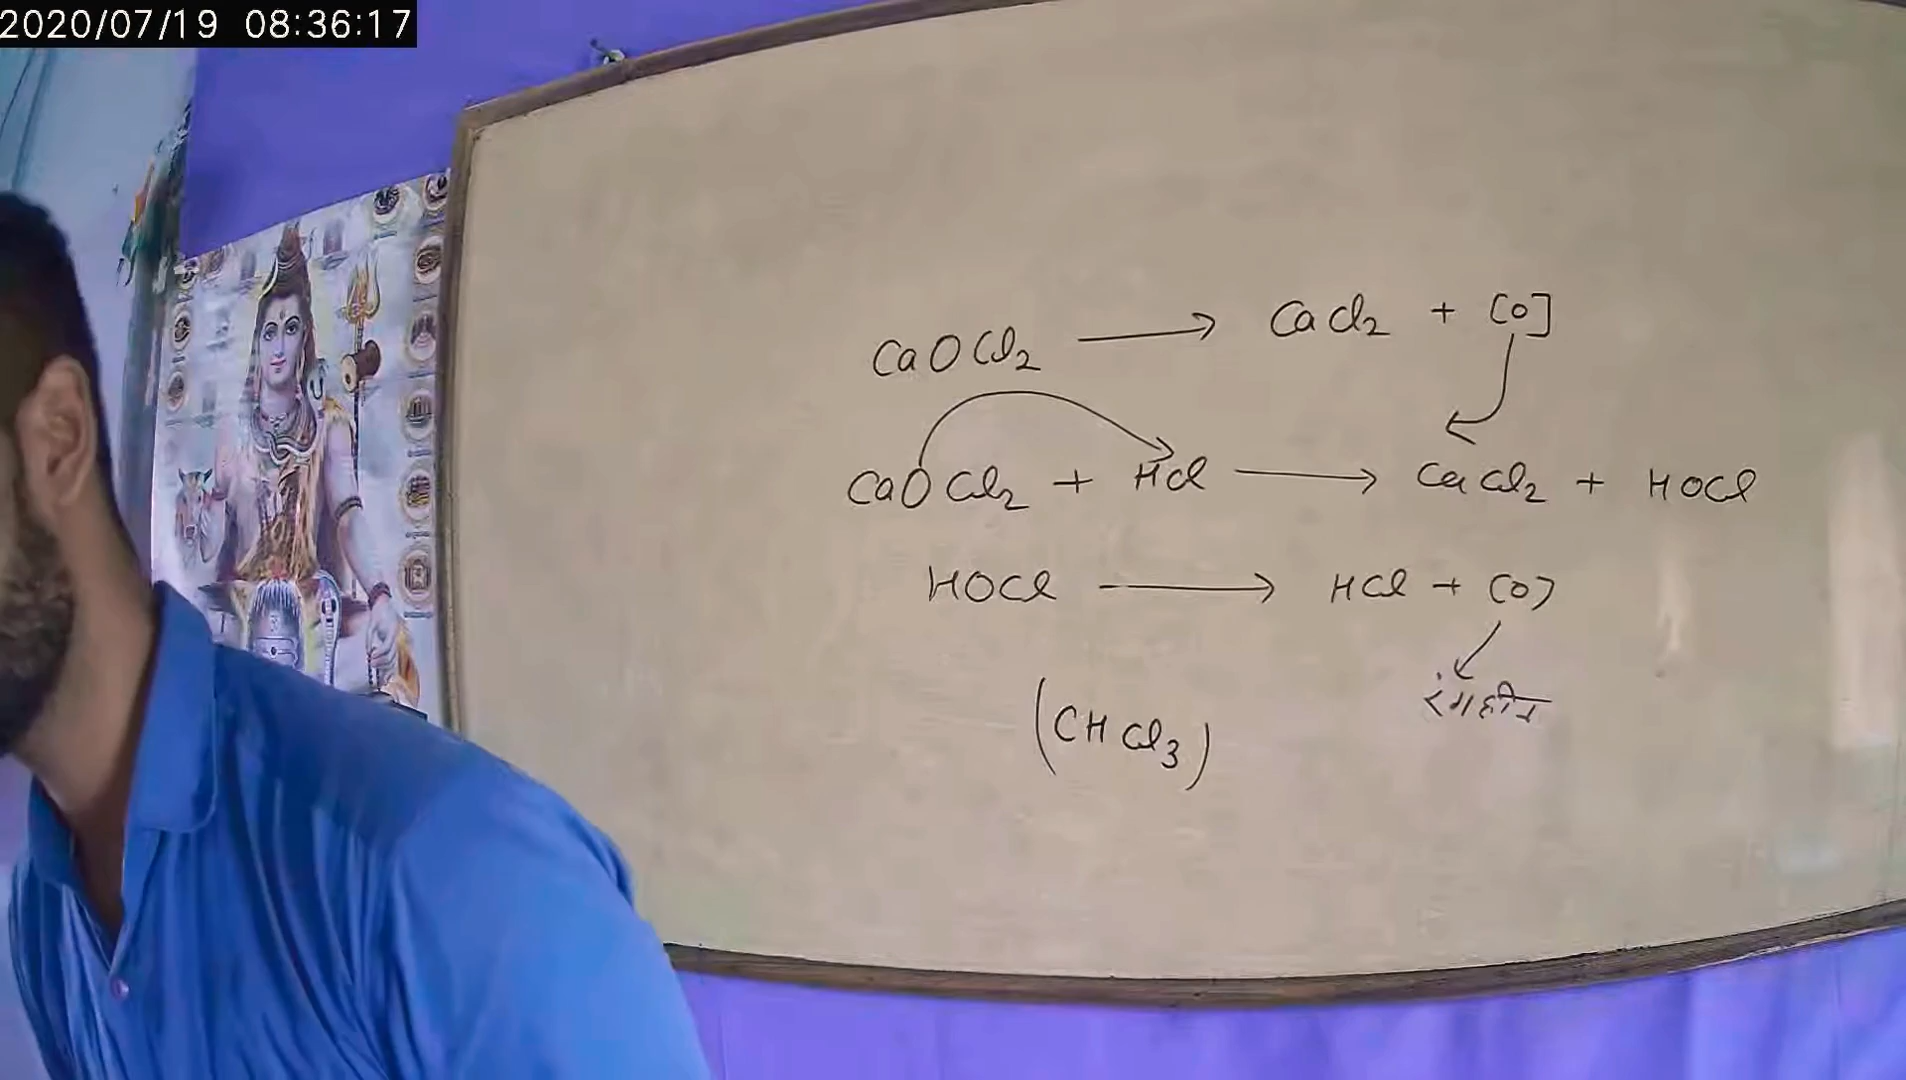 2020/07/19 08:36:17
CaOCl2 ⟶ CaCl2 + [O]
CaOCl2 + HCl ⟶ CaCl2 + HOCl
HOCl ⟶ HCl + [O]
रंगहीन
(CHCl3)